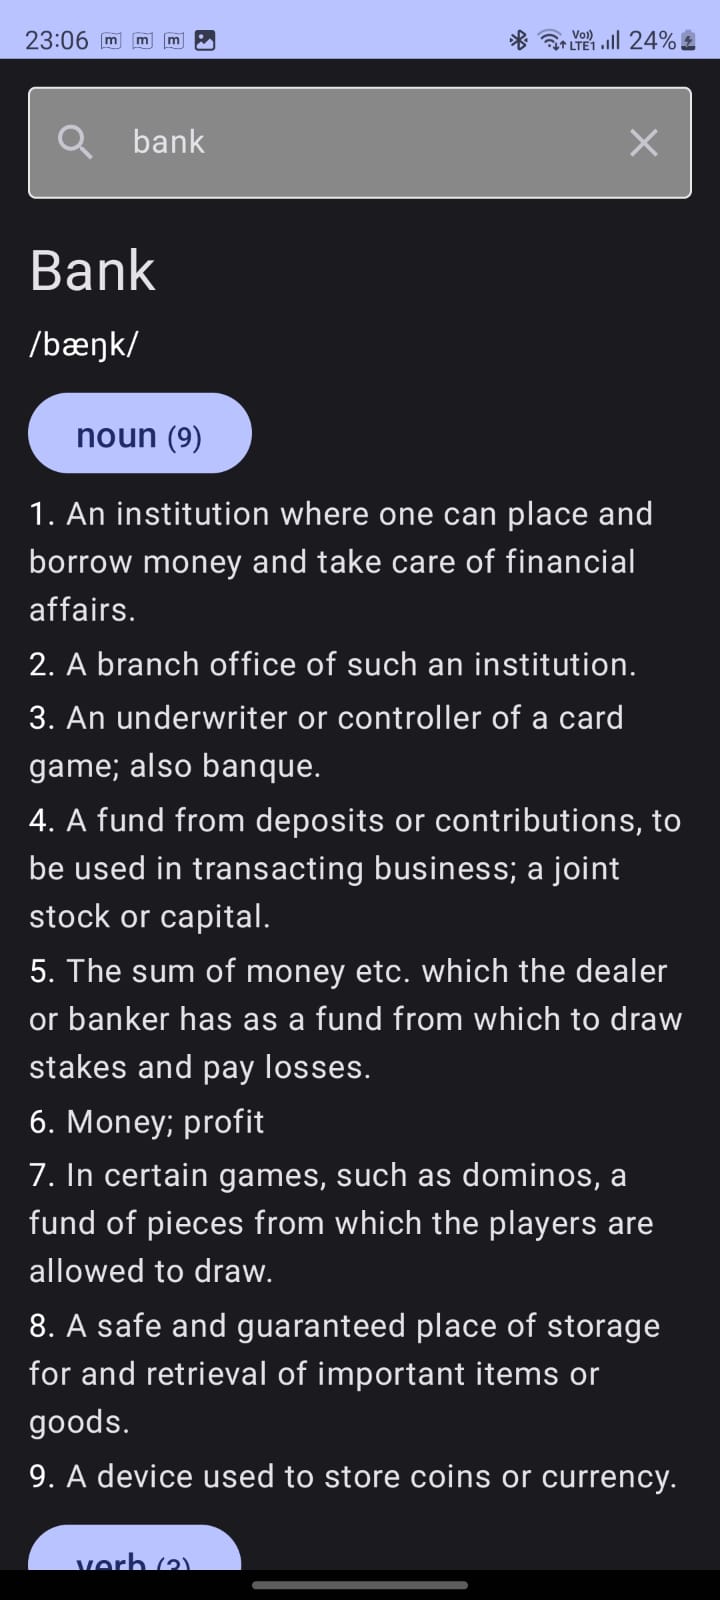 23:06 m m m Vo)) LTE1 24%
bank
Bank
/bæŋk/
noun (9)
1. An institution where one can place and
borrow money and take care of financial
affairs.
2. A branch office of such an institution.
3. An underwriter or controller of a card
game; also banque.
4. A fund from deposits or contributions, to
be used in transacting business; a joint
stock or capital.
5. The sum of money etc. which the dealer
or banker has as a fund from which to draw
stakes and pay losses.
6. Money; profit
7. In certain games, such as dominos, a
fund of pieces from which the players are
allowed to draw.
8. A safe and guaranteed place of storage
for and retrieval of important items or
goods.
9. A device used to store coins or currency.
verb (3)